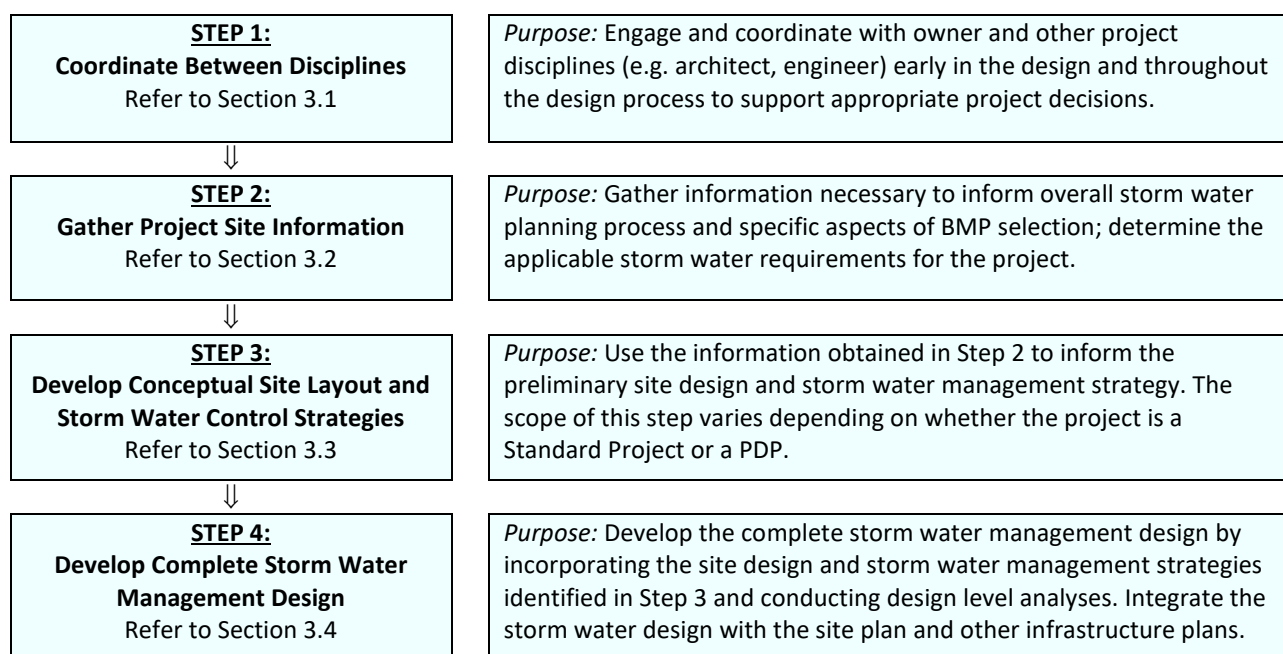 STEP 1:
Coordinate Between Disciplines
Refer to Section 3.1
Purpose: Engage and coordinate with owner and other project
disciplines (e.g. architect, engineer) early in the design and throughout
the design process to support appropriate project decisions.
⇓
STEP 2:
Gather Project Site Information
Refer to Section 3.2
Purpose: Gather information necessary to inform overall storm water
planning process and specific aspects of BMP selection; determine the
applicable storm water requirements for the project.
⇓
STEP 3:
Develop Conceptual Site Layout and
Storm Water Control Strategies
Refer to Section 3.3
Purpose: Use the information obtained in Step 2 to inform the
preliminary site design and storm water management strategy. The
scope of this step varies depending on whether the project is a
Standard Project or a PDP.
⇓
STEP 4:
Develop Complete Storm Water
Management Design
Refer to Section 3.4
Purpose: Develop the complete storm water management design by
incorporating the site design and storm water management strategies
identified in Step 3 and conducting design level analyses. Integrate the
storm water design with the site plan and other infrastructure plans.